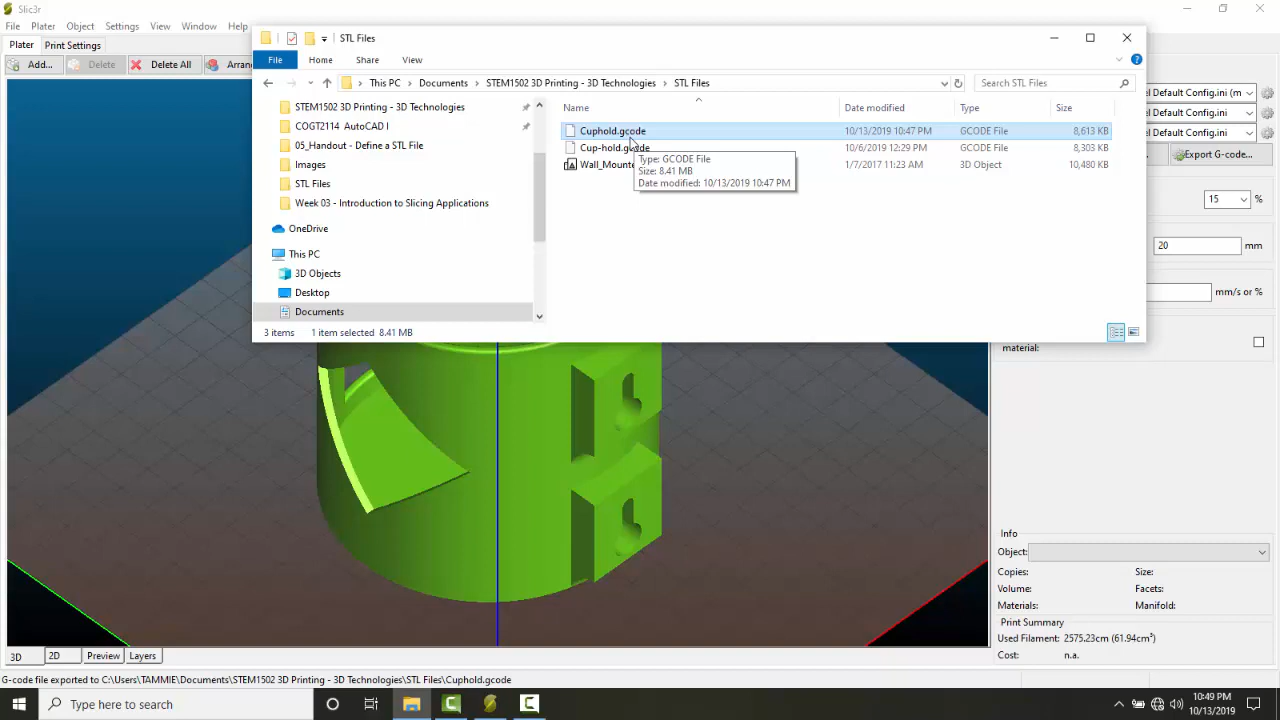 Slic3r
File Plater Object Settings View Window Help
Plater Print Settings
Add... Delete Delete All
STL Files
File Home Share View
This PC Documents STEM1502 3D Printing - 3D Technologies STL Files Search STL Files
STEM1502 3D Printing - 3D Technologies
COGT2114 AutoCAD I
05_Handout - Define a STL File
Images
STL Files
Week 03 - Introduction to Slicing Applications
OneDrive
This PC
3D Objects
Desktop
Documents
Name Date modified Type Size
Cuphold.gcode 10/13/2019 10:47 PM GCODE File 8,613 KB
Cup-hold.gcode 10/6/2019 12:29 PM GCODE File 8,303 KB
1/7/2017 11:23 AM 3D Object 10,480 KB
Type: GCODE File
Size: 8.41 MB
Date modified: 10/13/2019 10:47 PM
3 items 1 item selected 8.41 MB
Default Config.ini
Default Config.ini
Default Config.ini
Export G-code...
15 %
20 mm
mm/s or %
material:
Info
Object:
Copies: Size:
Volume: Facets:
Materials: Manifold:
Print Summary
Used Filament: 2575.23cm (61.94cm³)
Cost: n.a.
3D 2D Preview Layers
G-code file exported to C:\Users\TAMMIE\Documents\STEM1502 3D Printing - 3D Technologies\STL Files\Cuphold.gcode
Type here to search
10:49 PM
10/13/2019